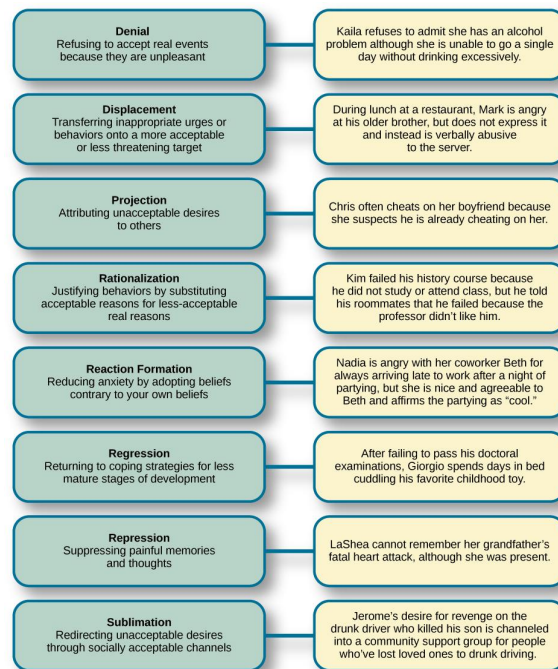 Denial
Refusing to accept real events
because they are unpleasant
Kaila refuses to admit she has an alcohol
problem although she is unable to go a single
day without drinking excessively.
Displacement
Transferring inappropriate urges or
behaviors onto a more acceptable
or less threatening target
During lunch at a restaurant, Mark is angry
at his older brother, but does not express it
and instead is verbally abusive
to the server.
Projection
Attributing unacceptable desires
to others
Chris often cheats on her boyfriend because
she suspects he is already cheating on her.
Rationalization
Justifying behaviors by substituting
acceptable reasons for less-acceptable
real reasons
Kim failed his history course because
he did not study or attend class, but he told
his roommates that he failed because the
professor didn’t like him.
Reaction Formation
Reducing anxiety by adopting beliefs
contrary to your own beliefs
Nadia is angry with her coworker Beth for
always arriving late to work after a night of
partying, but she is nice and agreeable to
Beth and affirms the partying as “cool.”
Regression
Returning to coping strategies for less
mature stages of development
After failing to pass his doctoral
examinations, Giorgio spends days in bed
cuddling his favorite childhood toy.
Repression
Suppressing painful memories
and thoughts
LaShea cannot remember her grandfather’s
fatal heart attack, although she was present.
Sublimation
Redirecting unacceptable desires
through socially acceptable channels
Jerome’s desire for revenge on the
drunk driver who killed his son is channeled
into a community support group for people
who’ve lost loved ones to drunk driving.